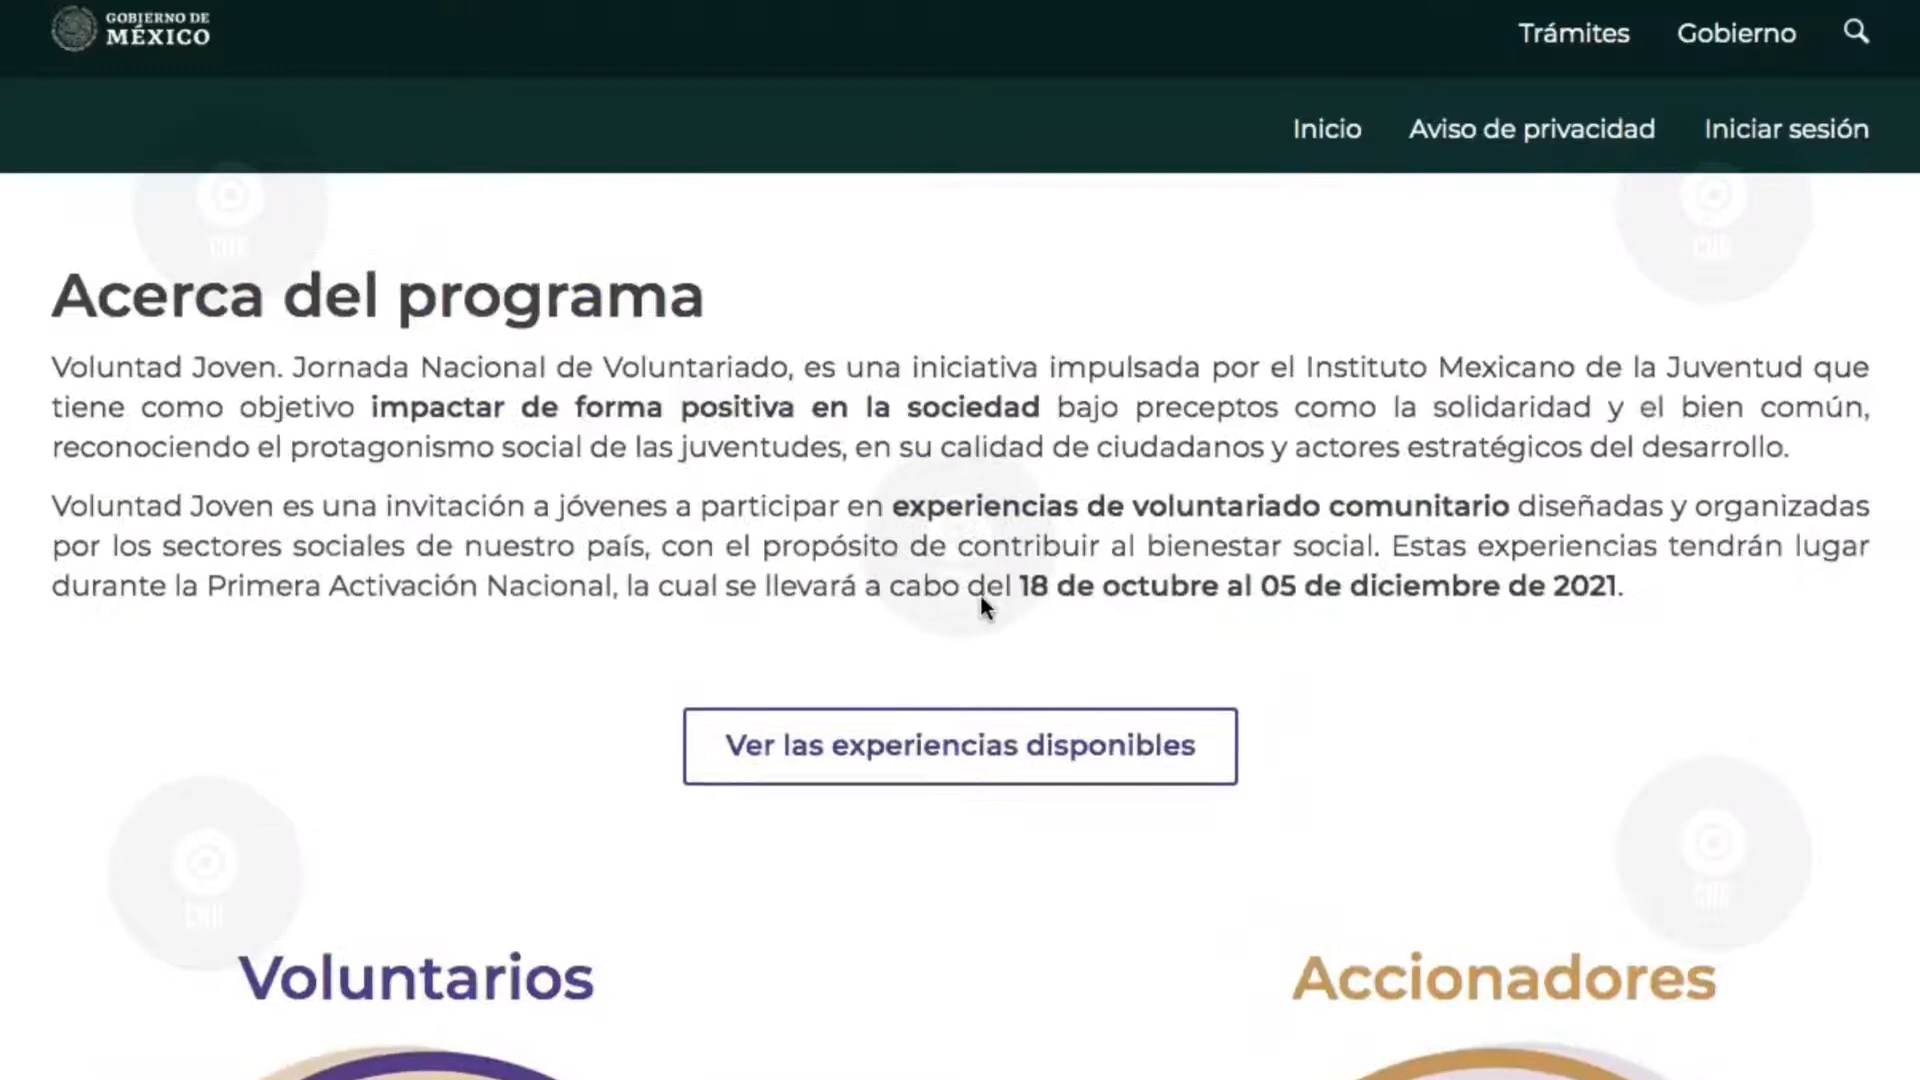 GOBIERNO DE
MÉXICO
Trámites Gobierno
Inicio Aviso de privacidad Iniciar sesión
Acerca del programa
Voluntad Joven. Jornada Nacional de Voluntariado, es una iniciativa impulsada por el Instituto Mexicano de la Juventud que
tiene como objetivo impactar de forma positiva en la sociedad bajo preceptos como la solidaridad y el bien común,
reconociendo el protagonismo social de las juventudes, en su calidad de ciudadanos y actores estratégicos del desarrollo.
Voluntad Joven es una invitación a jóvenes a participar en experiencias de voluntariado comunitario diseñadas y organizadas
por los sectores sociales de nuestro país, con el propósito de contribuir al bienestar social. Estas experiencias tendrán lugar
durante la Primera Activación Nacional, la cual se llevará a cabo del 18 de octubre al 05 de diciembre de 2021.
Ver las experiencias disponibles
Voluntarios
Accionadores